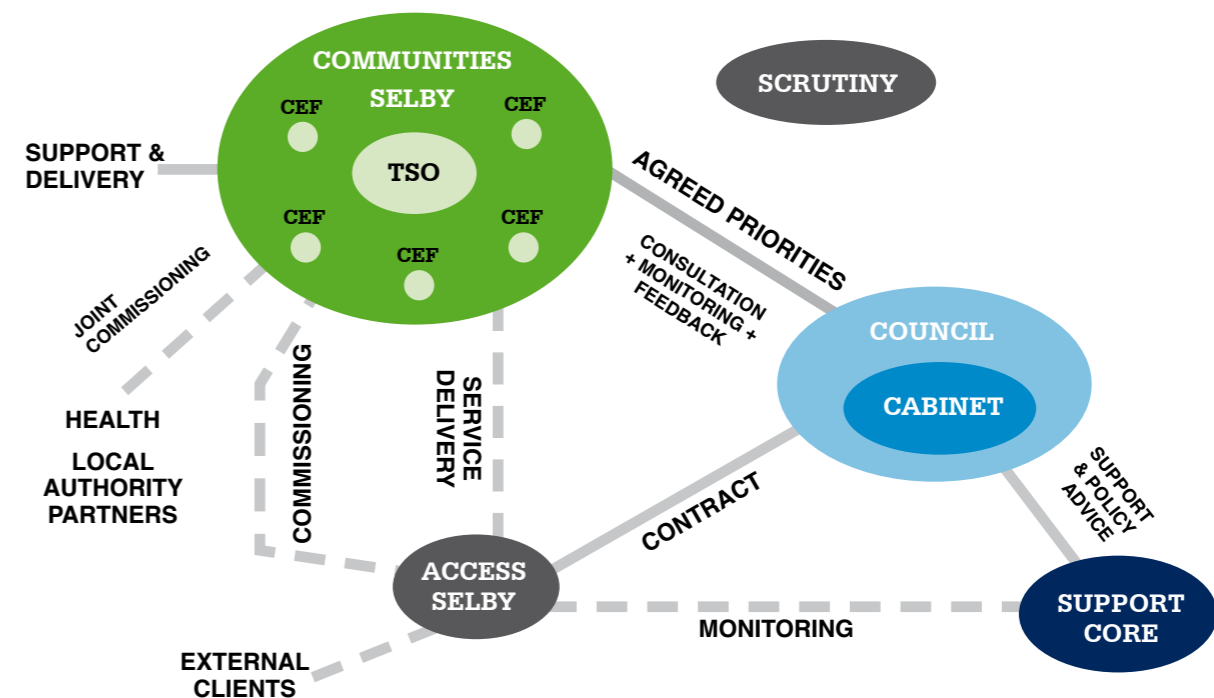 COMMUNITIES
SELBY
CEF
CEF
TSO
CEF
CEF
CEF
SCRUTINY
SUPPORT &
DELIVERY
AGREED PRIORITIES
CONSULTATION
+ MONITORING +
FEEDBACK
JOINT
COMMISSIONING
COUNCIL
CABINET
HEALTH
LOCAL
AUTHORITY
PARTNERS
COMMISSIONING
SERVICE
DELIVERY
CONTRACT
SUPPORT
& POLICY
ADVICE
ACCESS
SELBY
MONITORING
SUPPORT
CORE
EXTERNAL
CLIENTS